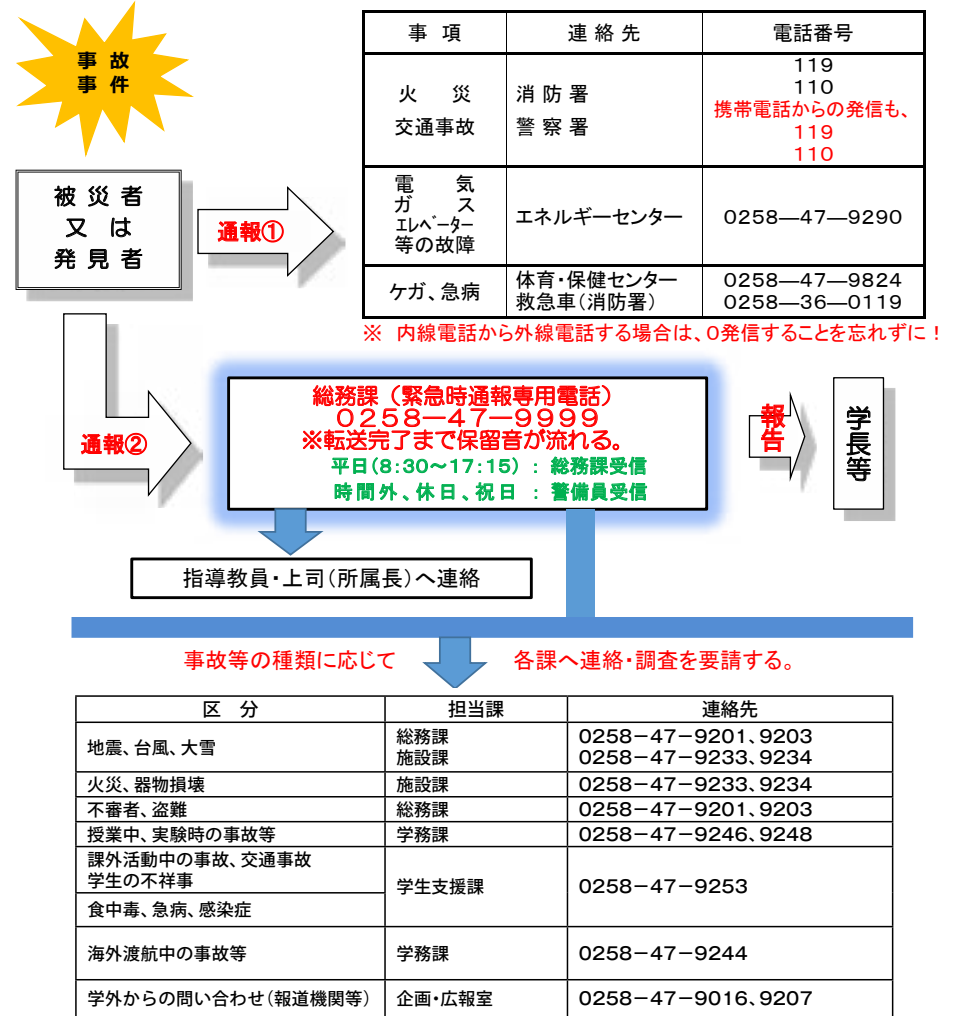 事 故
事 件
事 項 連 絡 先 電話番号
火 災 消 防 署 119
交通事故 警 察 署 110
携帯電話からの発信も、
119
110
被 災 者
又 は
発 見 者
通報①
電 気
ガ ス
エレベーター
等の故障
エネルギーセンター 0258―47―9290
ケガ、急病 体育・保健センター 0258―47―9824
救急車(消防署) 0258―36―0119
※ 内線電話から外線電話する場合は、0発信することを忘れずに!
通報②
総務課(緊急時通報専用電話)
0258―47―9999
※転送完了まで保留音が流れる。
平日(8:30~17:15) : 総務課受信
時間外、休日、祝日 : 警備員受信
報告
学長等
指導教員・上司(所属長)へ連絡
事故等の種類に応じて 各課へ連絡・調査を要請する。
区 分 担当課 連絡先
地震、台風、大雪 総務課 0258-47-9201、9203
施設課 0258-47-9233、9234
火災、器物損壊 施設課 0258-47-9233、9234
不審者、盗難 総務課 0258-47-9201、9203
授業中、実験時の事故等 学務課 0258-47-9246、9248
課外活動中の事故、交通事故
学生の不祥事
学生支援課 0258-47-9253
食中毒、急病、感染症
海外渡航中の事故等 学務課 0258-47-9244
学外からの問い合わせ(報道機関等) 企画・広報室 0258-47-9016、9207